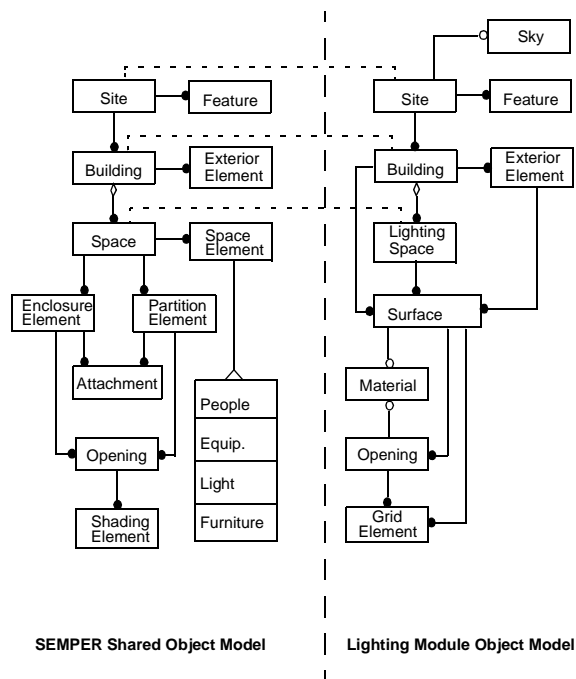 Sky
Site
Feature
Site
Feature
Building
Exterior
Element
Building
Exterior
Element
Space
Space
Element
Lighting
Space
Enclosure
Element
Partition
Element
Surface
Attachment
Material
People
Equip.
Light
Furniture
Opening
Opening
Shading
Element
Grid
Element
SEMPER Shared Object Model
Lighting Module Object Model